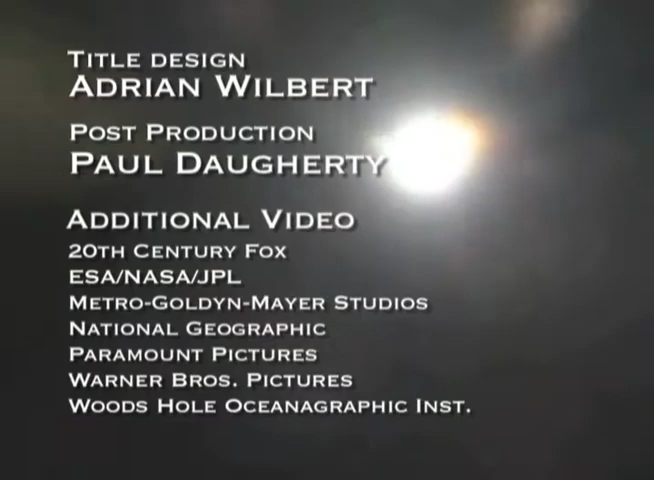 Title design
Adrian Wilbert
Post Production
Paul Daugherty
Additional Video
20th Century Fox
ESA/NASA/JPL
Metro-Goldyn-Mayer Studios
National Geographic
Paramount Pictures
Warner Bros. Pictures
Woods Hole Oceanagraphic Inst.